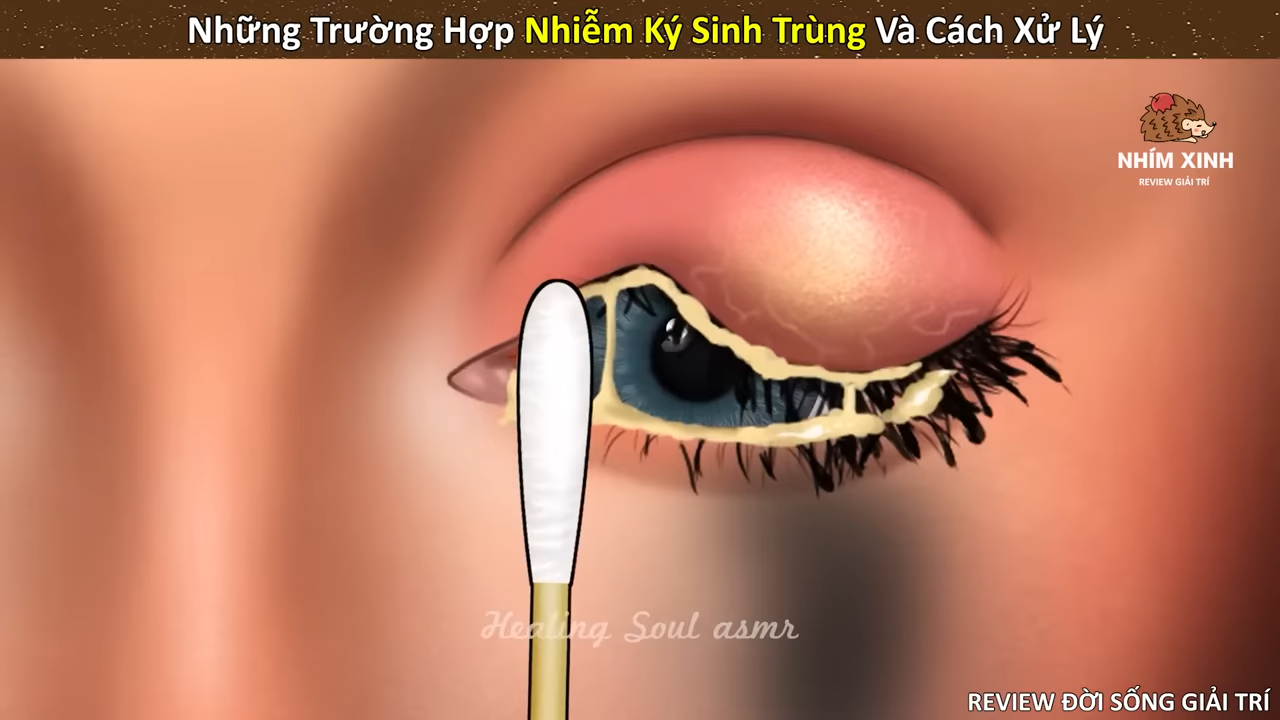 Những Trường Hợp Nhiễm Ký Sinh Trùng Và Cách Xử Lý
NHÍM XINH
REVIEW GIẢI TRÍ
Healing Soul asmr
REVIEW ĐỜI SỐNG GIẢI TRÍ